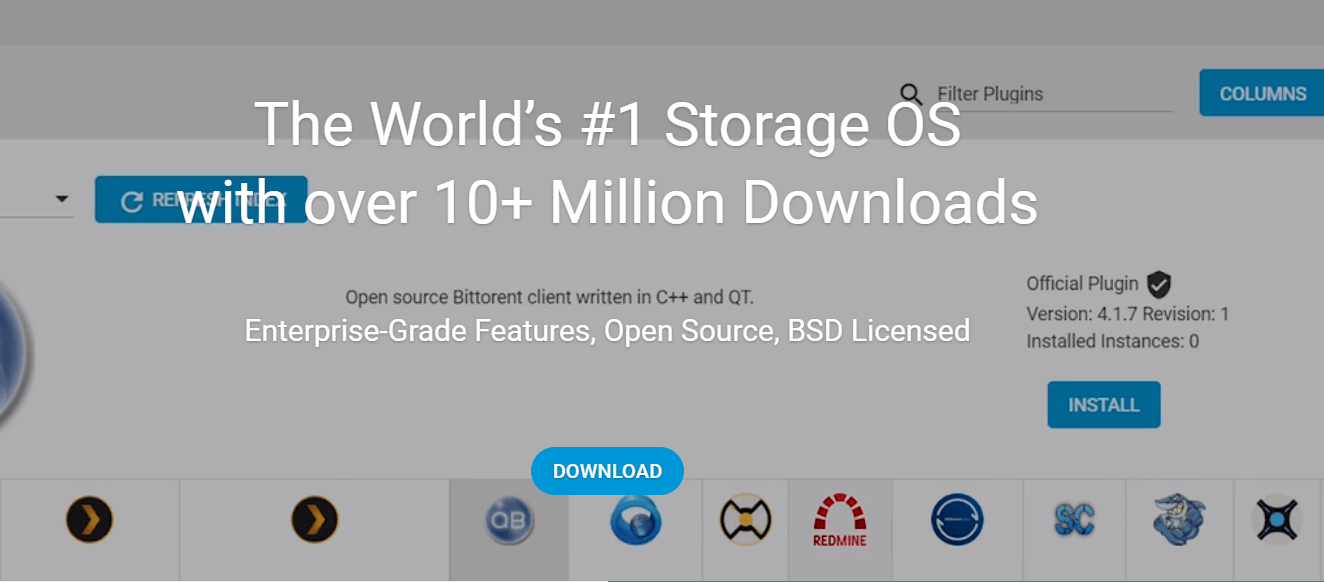 Filter Plugins
COLUMNS
The World's #1 Storage OS
REFRESH INDEX
with over 10+ Million Downloads
Official Plugin
Open source Bittorent client written in C++ and QT.
Version: 4.1.7 Revision: 1
Enterprise-Grade Features, Open Source, BSD Licensed
Installed Instances: 0
INSTALL
DOWNLOAD
QB
REDMINE
SC